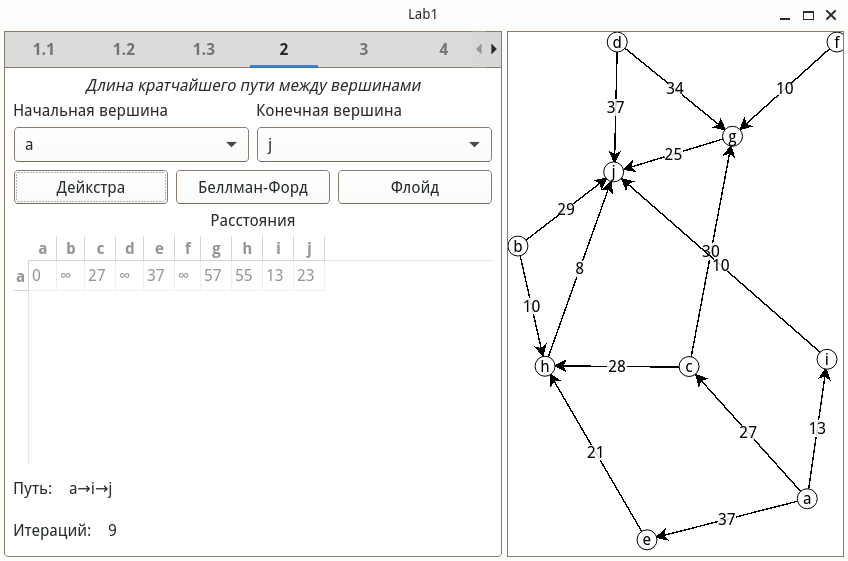 Lab1
1.1 1.2 1.3 2 3 4
Длина кратчайшего пути между вершинами
Начальная вершина Конечная вершина
a j
Дейкстра Беллман-Форд Флойд
Расстояния
a b c d e f g h i j
a 0 ∞ 27 ∞ 37 ∞ 57 55 13 23
Путь: a→i→j
Итераций: 9
d f
34 10
37
g
25
j
29
b
30
8 10
10
i
h 28 c
27 13
21
a
37
e